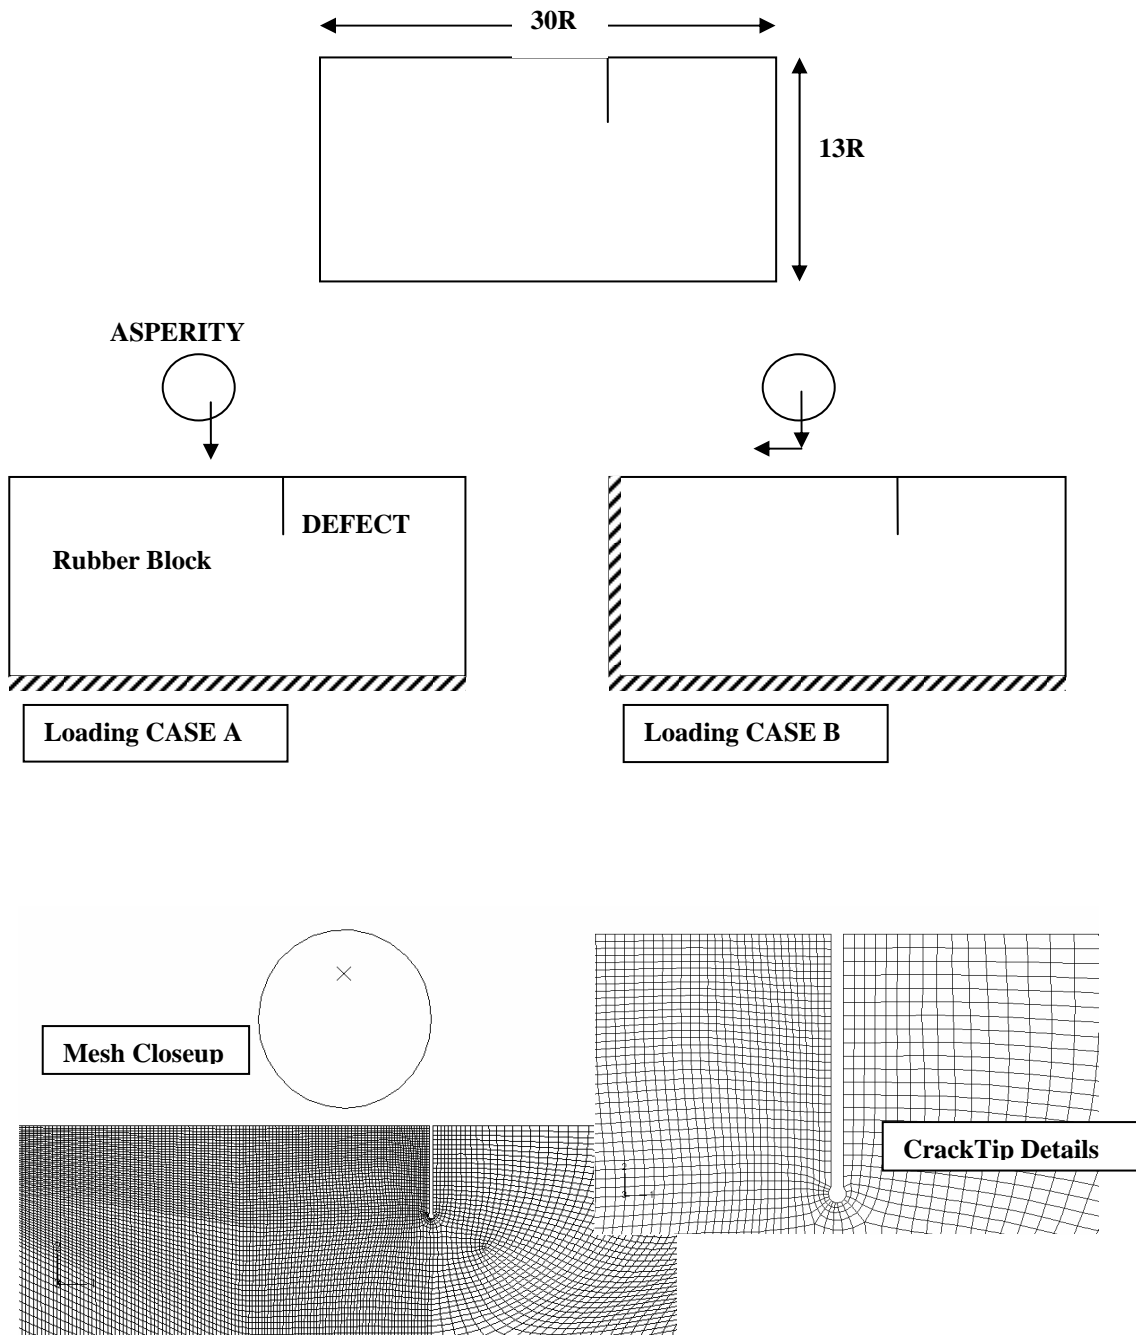 30R
13R
ASPERITY
DEFECT
Rubber Block
Loading CASE A
Loading CASE B
Mesh Closeup
CrackTip Details